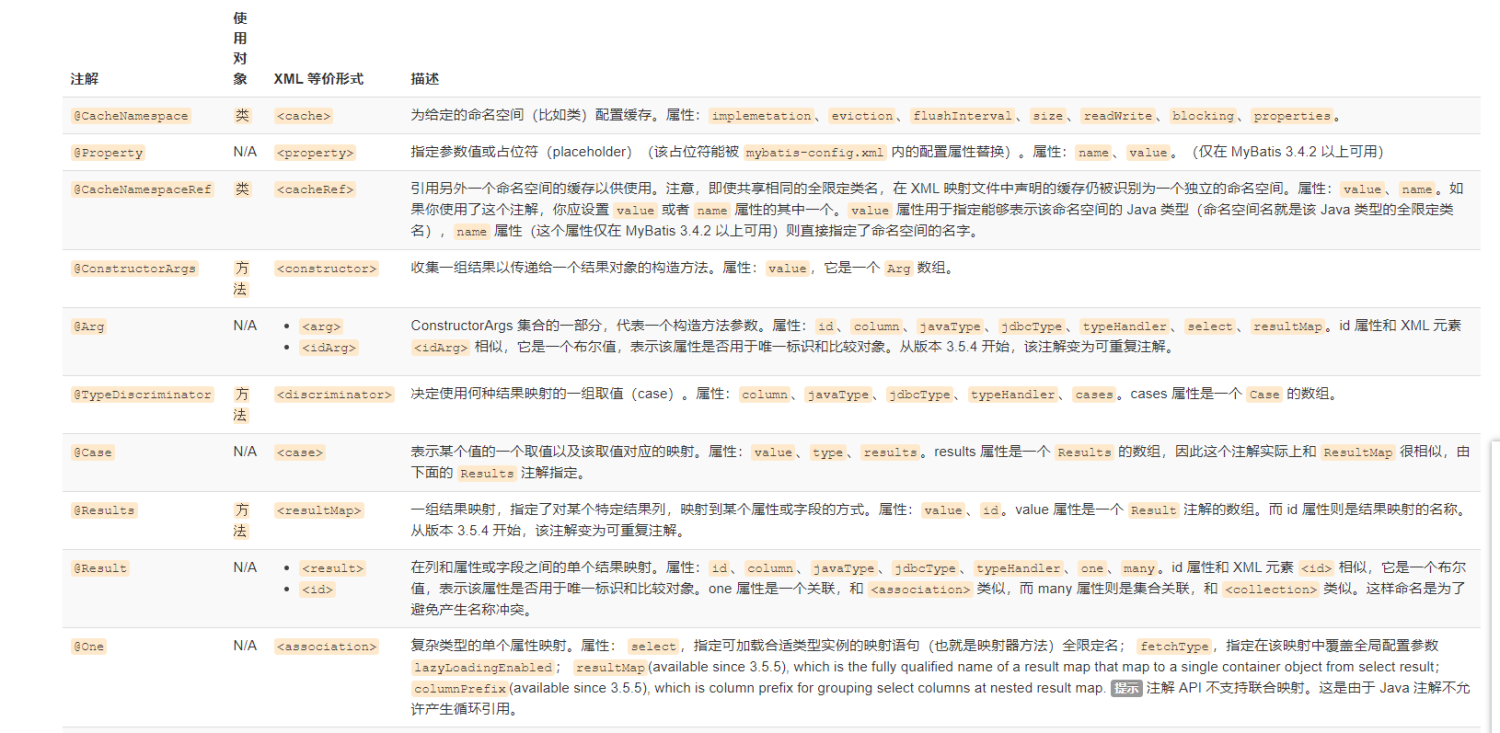 注解 使用对象 XML 等价形式 描述
@CacheNamespace 类 <cache> 为给定的命名空间（比如类）配置缓存。属性：implemetation、eviction、flushInterval、size、readWrite、blocking、properties。
@Property N/A <property> 指定参数值或占位符（placeholder）（该占位符能被 mybatis-config.xml 内的配置属性替换）。属性：name、value。（仅在 MyBatis 3.4.2 以上可用）
@CacheNamespaceRef 类 <cacheRef> 引用另外一个命名空间的缓存以供使用。注意，即使共享相同的全限定类名，在 XML 映射文件中声明的缓存仍被识别为一个独立的命名空间。属性：value、name。如
果你使用了这个注解，你应设置 value 或者 name 属性的其中一个。value 属性用于指定能够表示该命名空间的 Java 类型（命名空间名就是该 Java 类型的全限定类
名），name 属性（这个属性仅在 MyBatis 3.4.2 以上可用）则直接指定了命名空间的名字。
@ConstructorArgs 方法 <constructor> 收集一组结果以传递给一个结果对象的构造方法。属性：value，它是一个 Arg 数组。
@Arg N/A • <arg> ConstructorArgs 集合的一部分，代表一个构造方法参数。属性：id、column、javaType、jdbcType、typeHandler、select、resultMap。id 属性和 XML 元素
• <idArg> <idArg> 相似，它是一个布尔值，表示该属性是否用于唯一标识和比较对象。从版本 3.5.4 开始，该注解变为可重复注解。
@TypeDiscriminator 方法 <discriminator> 决定使用何种结果映射的一组取值（case）。属性：column、javaType、jdbcType、typeHandler、cases。cases 属性是一个 Case 的数组。
@Case N/A <case> 表示某个值的一个取值以及该取值对应的映射。属性：value、type、results。results 属性是一个 Results 的数组，因此这个注解实际上和 ResultMap 很相似，由
下面的 Results 注解指定。
@Results 方法 <resultMap> 一组结果映射，指定了对某个特定结果列，映射到某个属性或字段的方式。属性：value、id。value 属性是一个 Result 注解的数组。而 id 属性则是结果映射的名称。
从版本 3.5.4 开始，该注解变为可重复注解。
@Result N/A • <result> 在列和属性或字段之间的单个结果映射。属性：id、column、javaType、jdbcType、typeHandler、one、many。id 属性和 XML 元素 <id> 相似，它是一个布尔
• <id> 值，表示该属性是否用于唯一标识和比较对象。one 属性是一个关联，和 <association> 类似，而 many 属性则是集合关联，和 <collection> 类似。这样命名是为了
避免产生名称冲突。
@One N/A <association> 复杂类型的单个属性映射。属性： select，指定可加载合适类型实例的映射语句（也就是映射器方法）全限定名； fetchType，指定在该映射中覆盖全局配置参数
lazyLoadingEnabled； resultMap(available since 3.5.5), which is the fully qualified name of a result map that map to a single container object from select result；
columnPrefix(available since 3.5.5), which is column prefix for grouping select columns at nested result map. 提示 注解 API 不支持联合映射。这是由于 Java 注解不允
许产生循环引用。